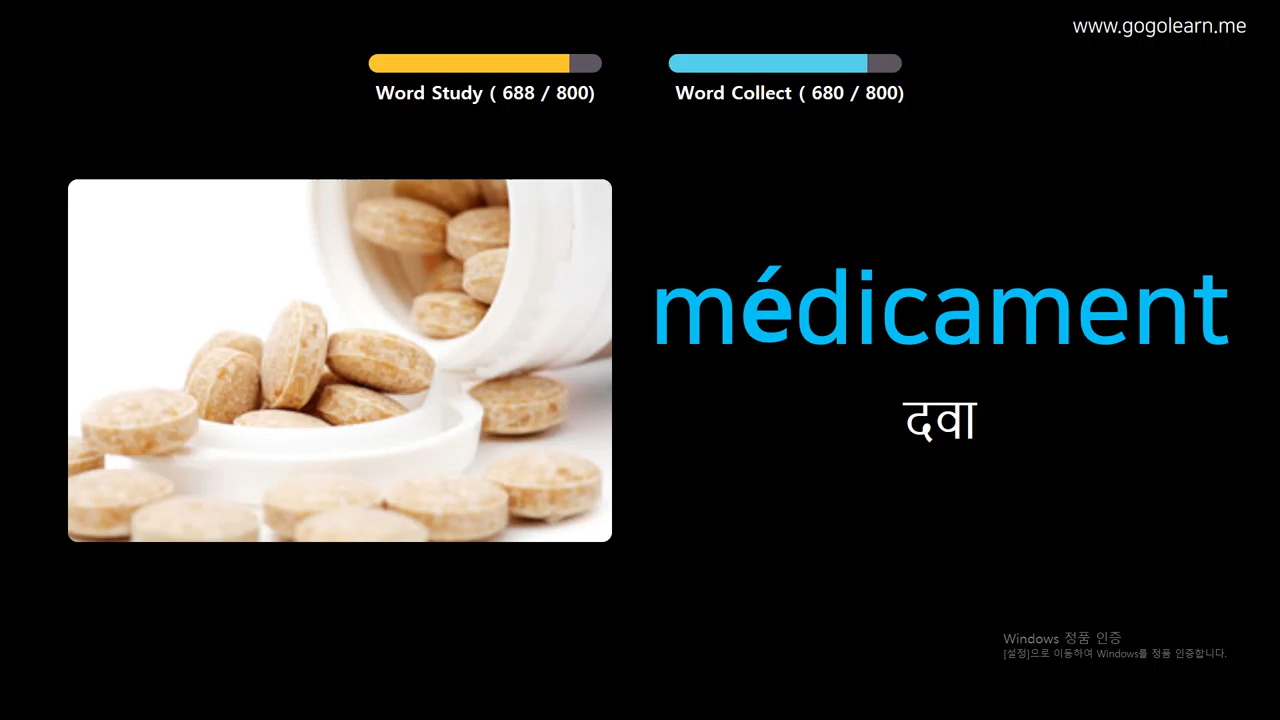 www.gogolearn.me
Word Study ( 688 / 800)
Word Collect ( 680 / 800)
médicament
दवा
Windows 정품 인증
[설정]으로 이동하여 Windows를 정품 인증합니다.